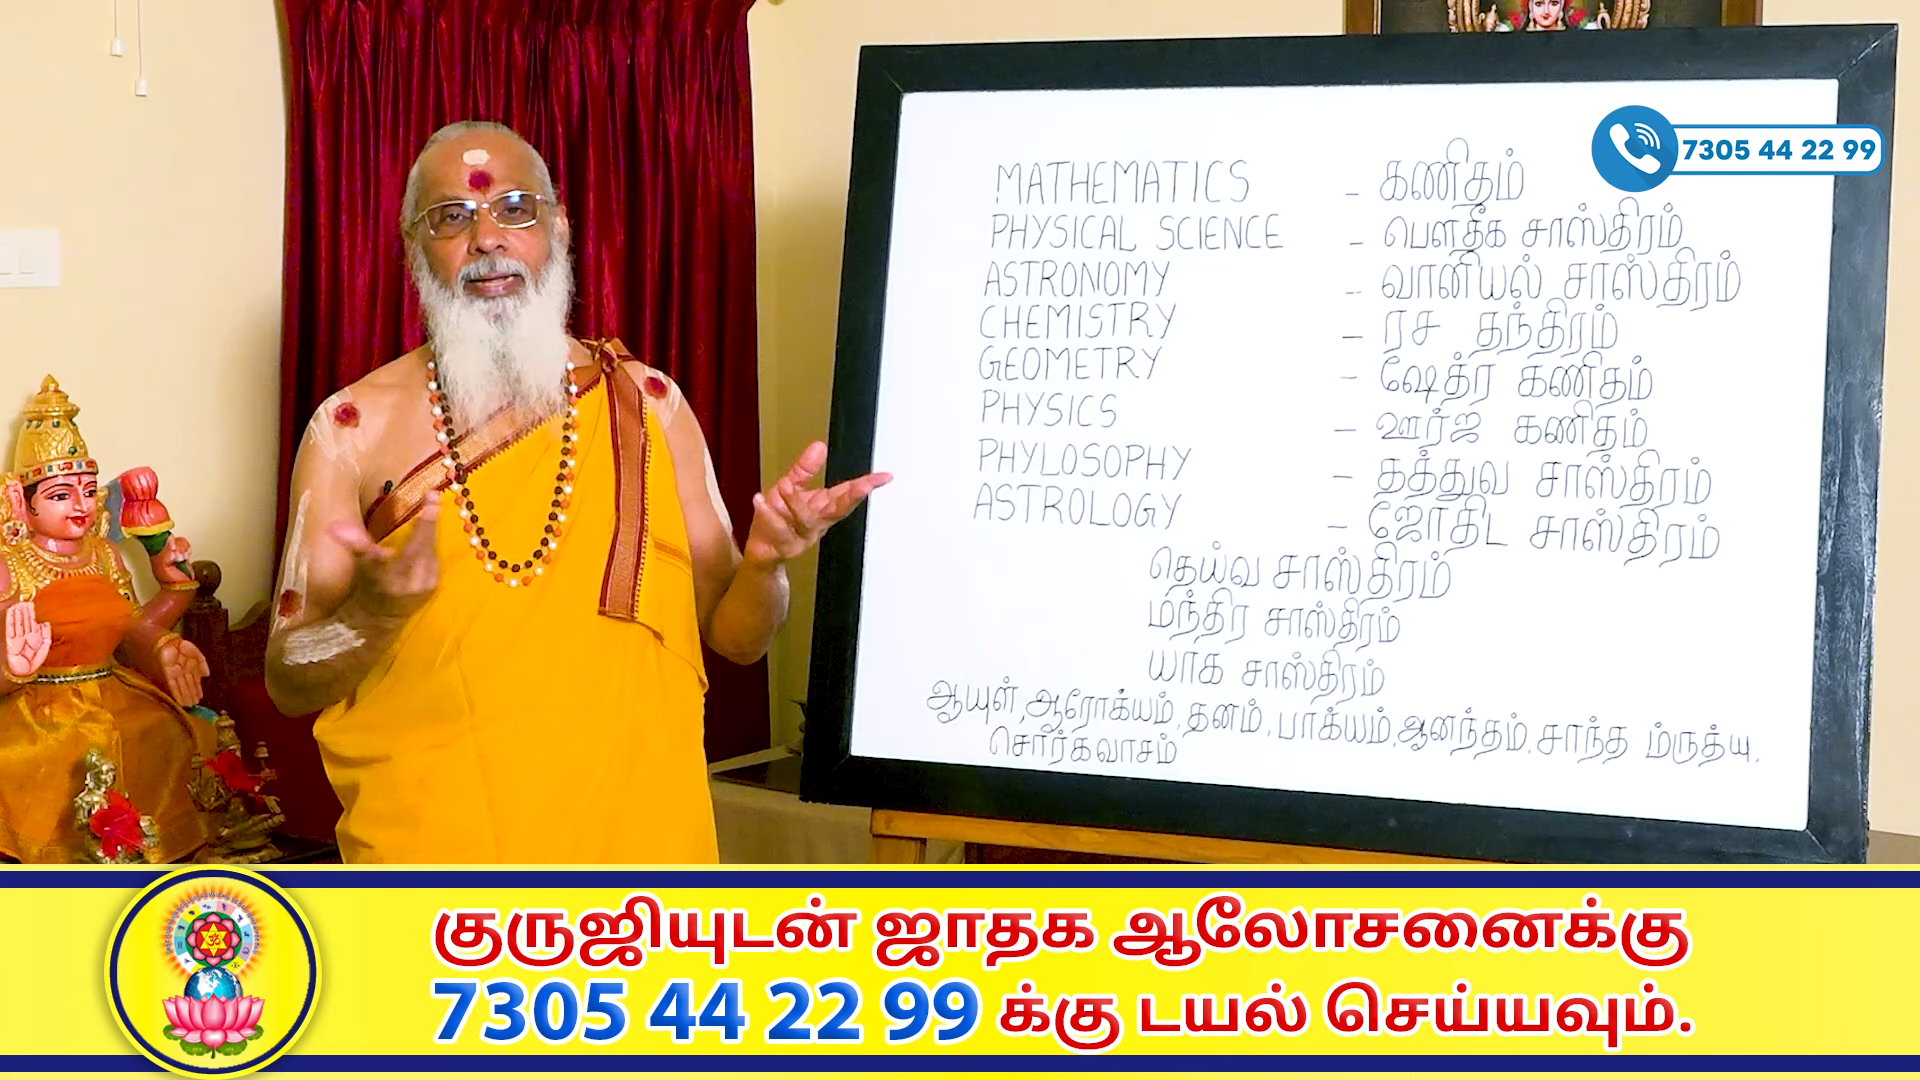 7305 44 22 99
MATHEMATICS - கணிதம்
PHYSICAL SCIENCE - பௌதீக சாஸ்திரம்
ASTRONOMY - வானியல் சாஸ்திரம்
CHEMISTRY - ரச தந்திரம்
GEOMETRY - ஷேத்ர கணிதம்
PHYSICS - ஊர்ஜ கணிதம்
PHYLOSOPHY - தத்துவ சாஸ்திரம்
ASTROLOGY - ஜோதிட சாஸ்திரம்
தெய்வ சாஸ்திரம்
மந்திர சாஸ்திரம்
யாக சாஸ்திரம்
ஆயுள், ஆரோக்யம், தனம், பாக்யம், ஆனந்தம், சாந்த ம்ருத்யு,
சொர்கவாசம்
குருஜியுடன் ஜாதக ஆலோசனைக்கு
7305 44 22 99 க்கு டயல் செய்யவும்.